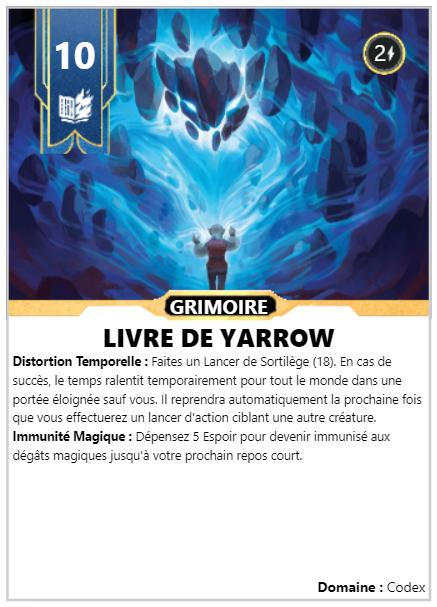 10
2
GRIMOIRE
LIVRE DE YARROW
Distortion Temporelle : Faites un Lancer de Sortilège (18). En cas de
succès, le temps ralentit temporairement pour tout le monde dans une
portée éloignée sauf vous. Il reprendra automatiquement la prochaine fois
que vous effectuerez un lancer d'action ciblant une autre créature.
Immunité Magique : Dépensez 5 Espoir pour devenir immunisé aux
dégâts magiques jusqu'à votre prochain repos court.
Domaine : Codex